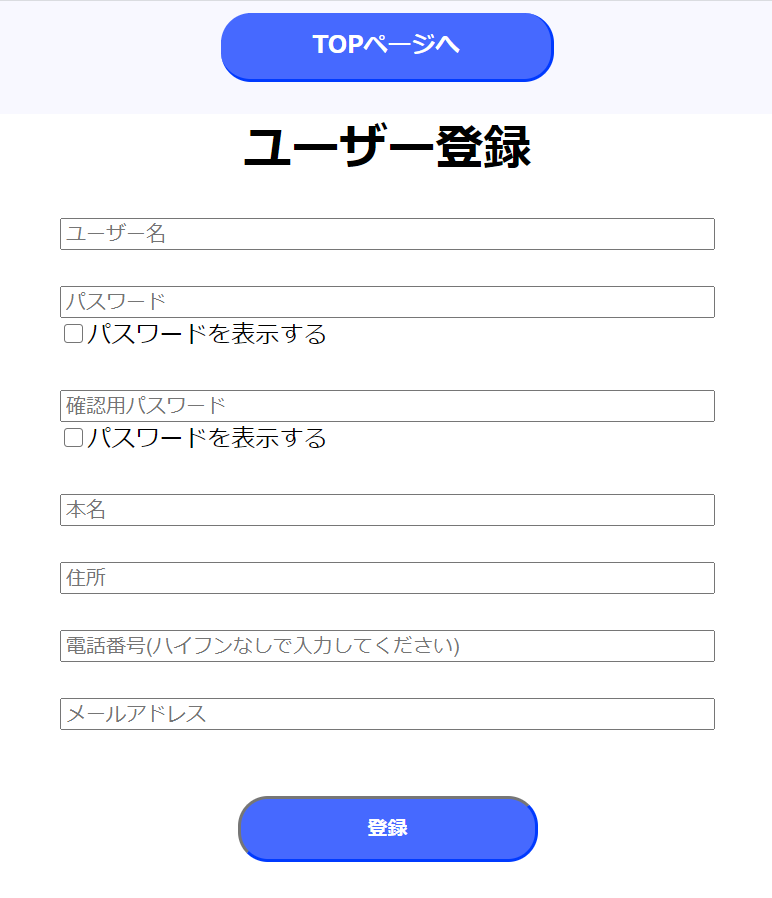 TOPページへ
ユーザー登録
ユーザー名
パスワード
パスワードを表示する
確認用パスワード
パスワードを表示する
本名
住所
電話番号(ハイフンなしで入力してください)
メールアドレス
登録